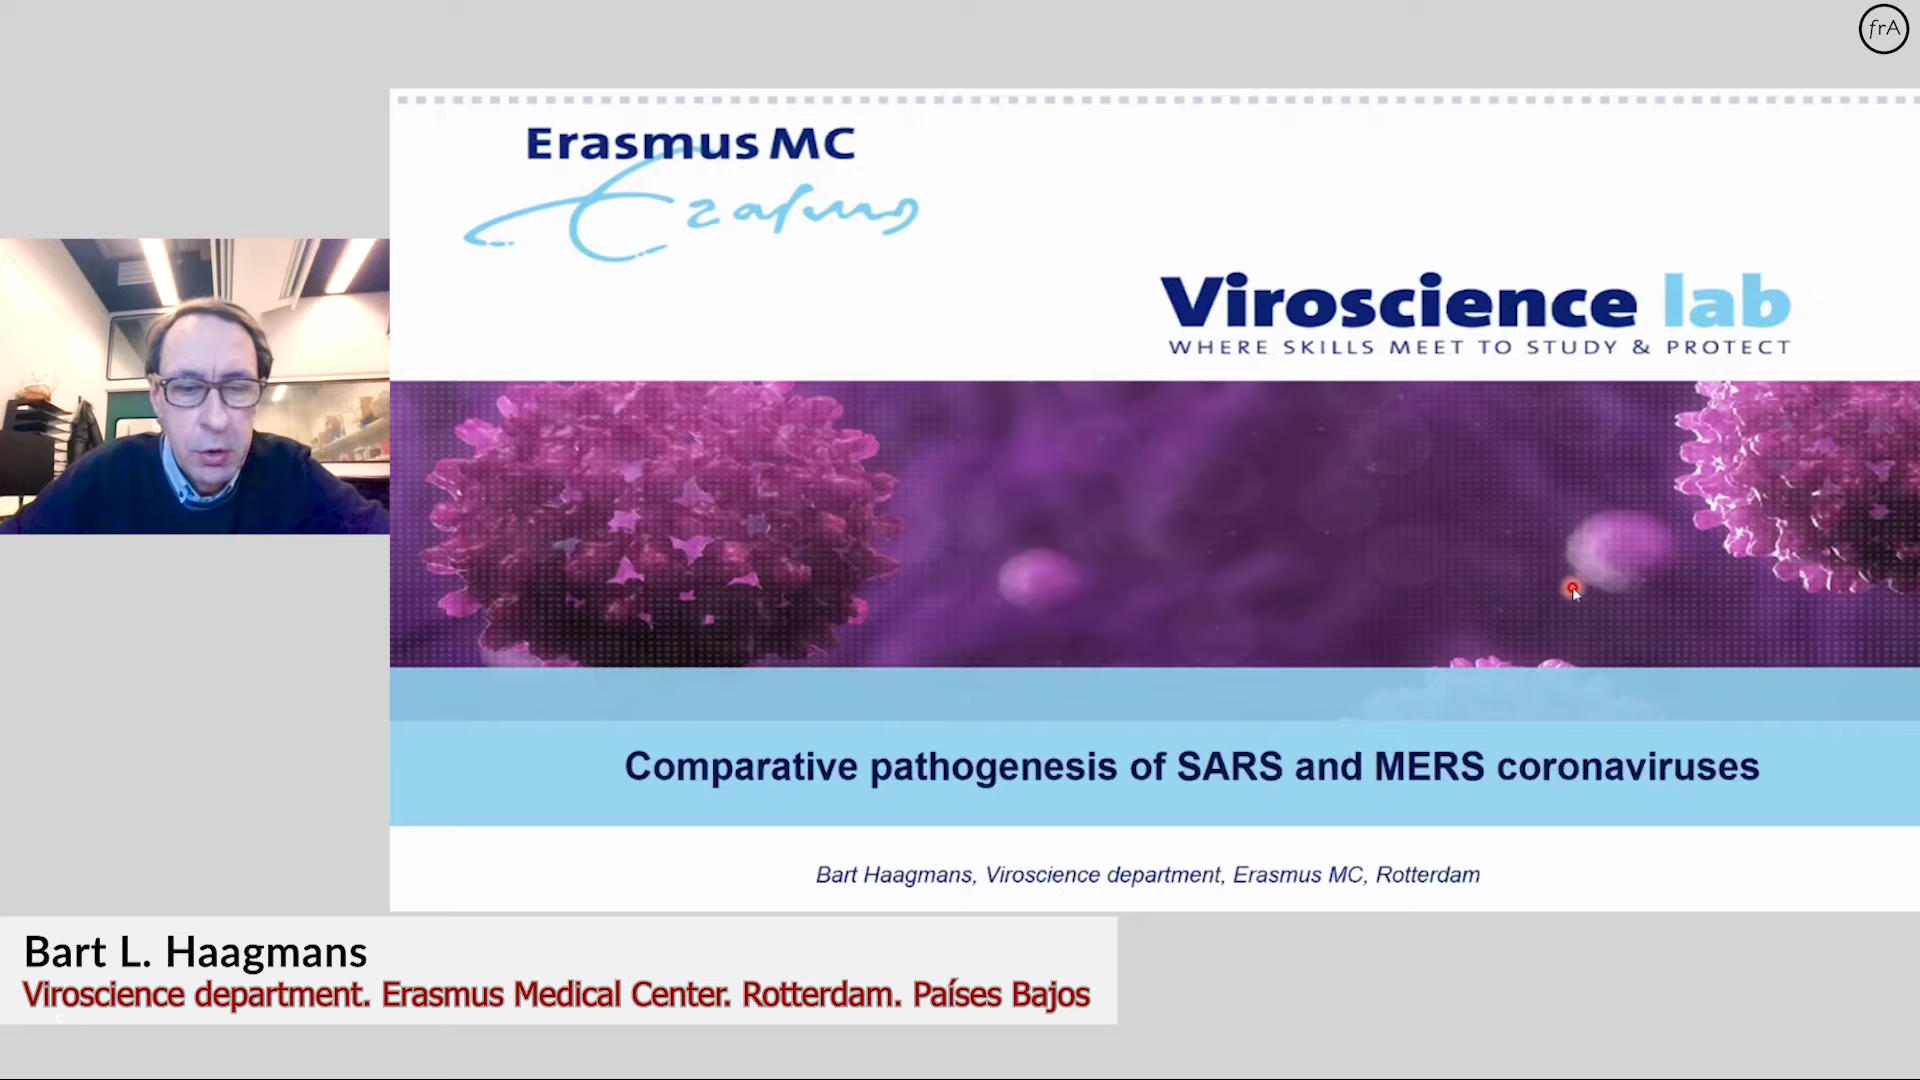 frA
Erasmus MC
Erasmus
Viroscience lab
WHERE SKILLS MEET TO STUDY & PROTECT
Comparative pathogenesis of SARS and MERS coronaviruses
Bart Haagmans, Viroscience department, Erasmus MC, Rotterdam
Bart L. Haagmans
Viroscience department. Erasmus Medical Center. Rotterdam. Países Bajos